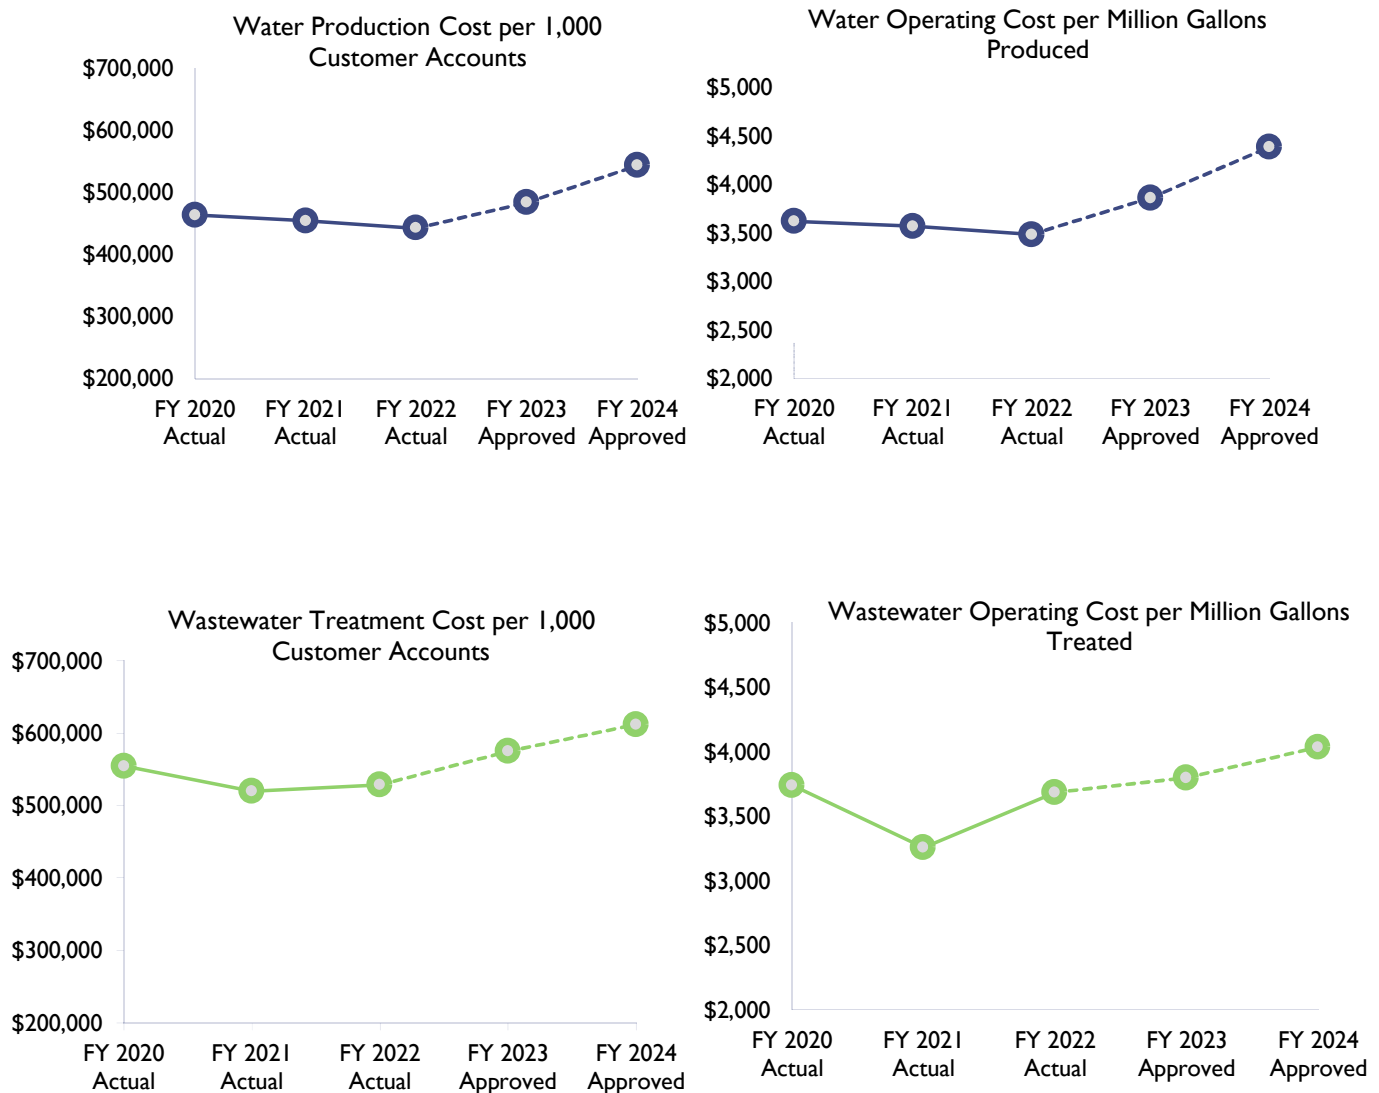 Water Production Cost per 1,000
Customer Accounts
$700,000
$600,000
$500,000
$400,000
$300,000
$200,000
FY 2020 FY 2021 FY 2022 FY 2023 FY 2024
Actual Actual Actual Approved Approved
Water Operating Cost per Million Gallons
Produced
$5,000
$4,500
$4,000
$3,500
$3,000
$2,500
$2,000
FY 2020 FY 2021 FY 2022 FY 2023 FY 2024
Actual Actual Actual Approved Approved
Wastewater Treatment Cost per 1,000
Customer Accounts
$700,000
$600,000
$500,000
$400,000
$300,000
$200,000
FY 2020 FY 2021 FY 2022 FY 2023 FY 2024
Actual Actual Actual Approved Approved
Wastewater Operating Cost per Million Gallons
Treated
$5,000
$4,500
$4,000
$3,500
$3,000
$2,500
$2,000
FY 2020 FY 2021 FY 2022 FY 2023 FY 2024
Actual Actual Actual Approved Approved